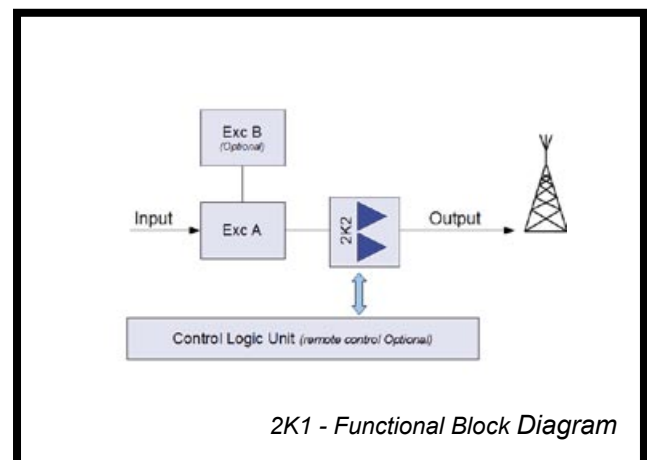 Exc B
(Optional)
Input
Exc A
2K2
Output
Control Logic Unit (remote control Optional)
2K1 - Functional Block Diagram